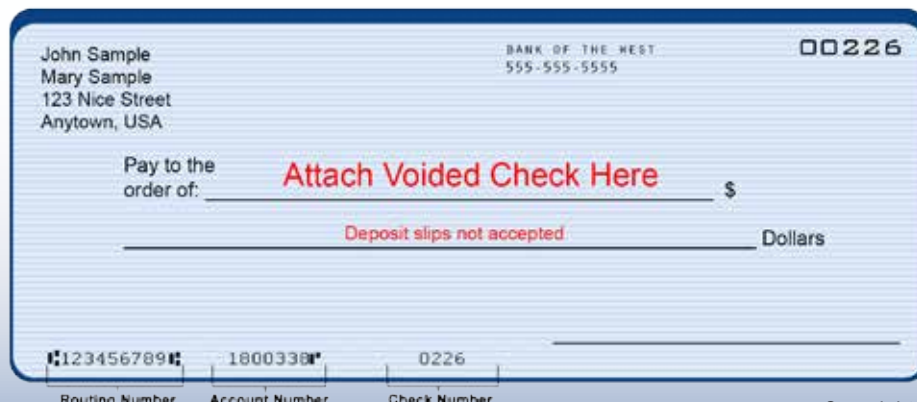 John Sample
Mary Sample
123 Nice Street
Anytown, USA
BANK OF THE WEST
555-555-5555
00226
Pay to the
order of:
Attach Voided Check Here
$
Deposit slips not accepted
Dollars
⑆123456789⑆ 1800338⑈ 0226
Routing Number Account Number Check Number